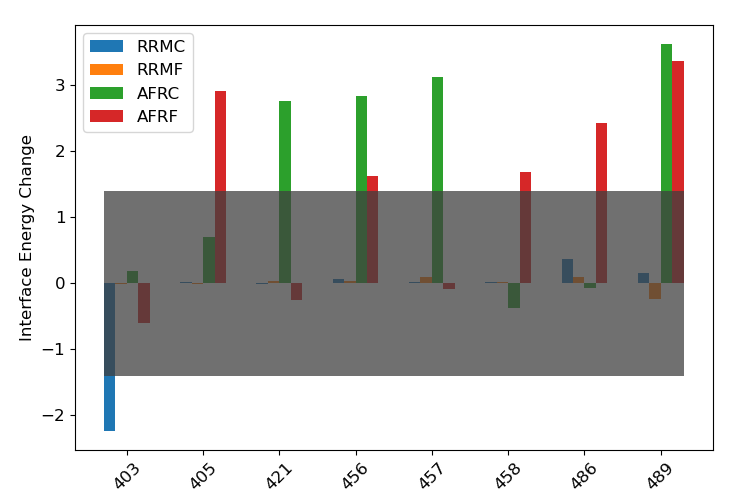 RRMC
RRMF
AFRC
AFRF
Interface Energy Change
3
2
1
0
−1
−2
403 405 421 456 457 458 486 489